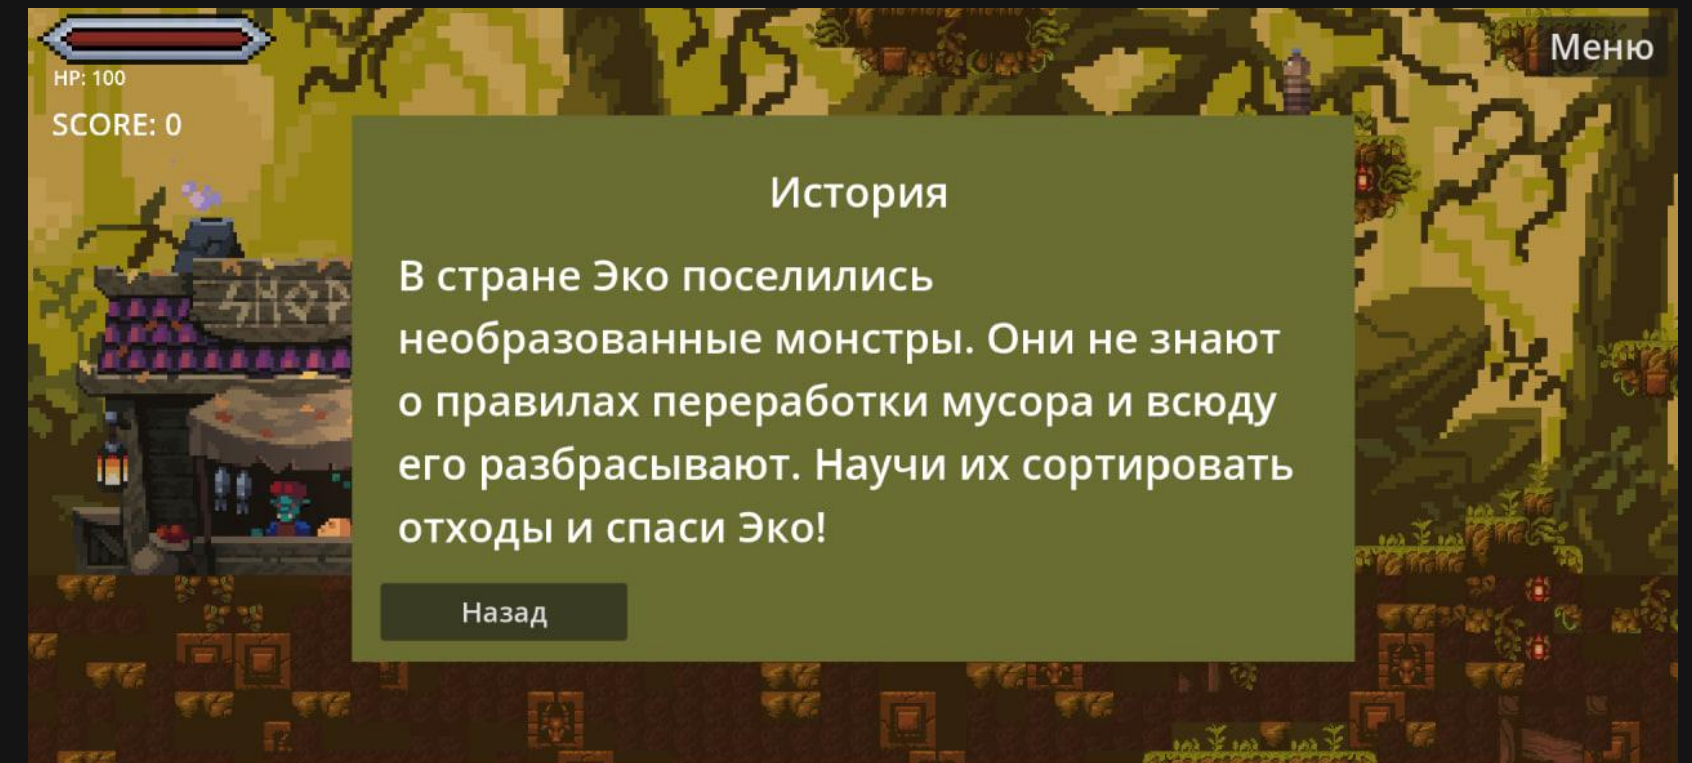 HP: 100
SCORE: 0
Меню
SHOP
История
В стране Эко поселились
необразованные монстры. Они не знают
о правилах переработки мусора и всюду
его разбрасывают. Научи их сортировать
отходы и спаси Эко!
Назад